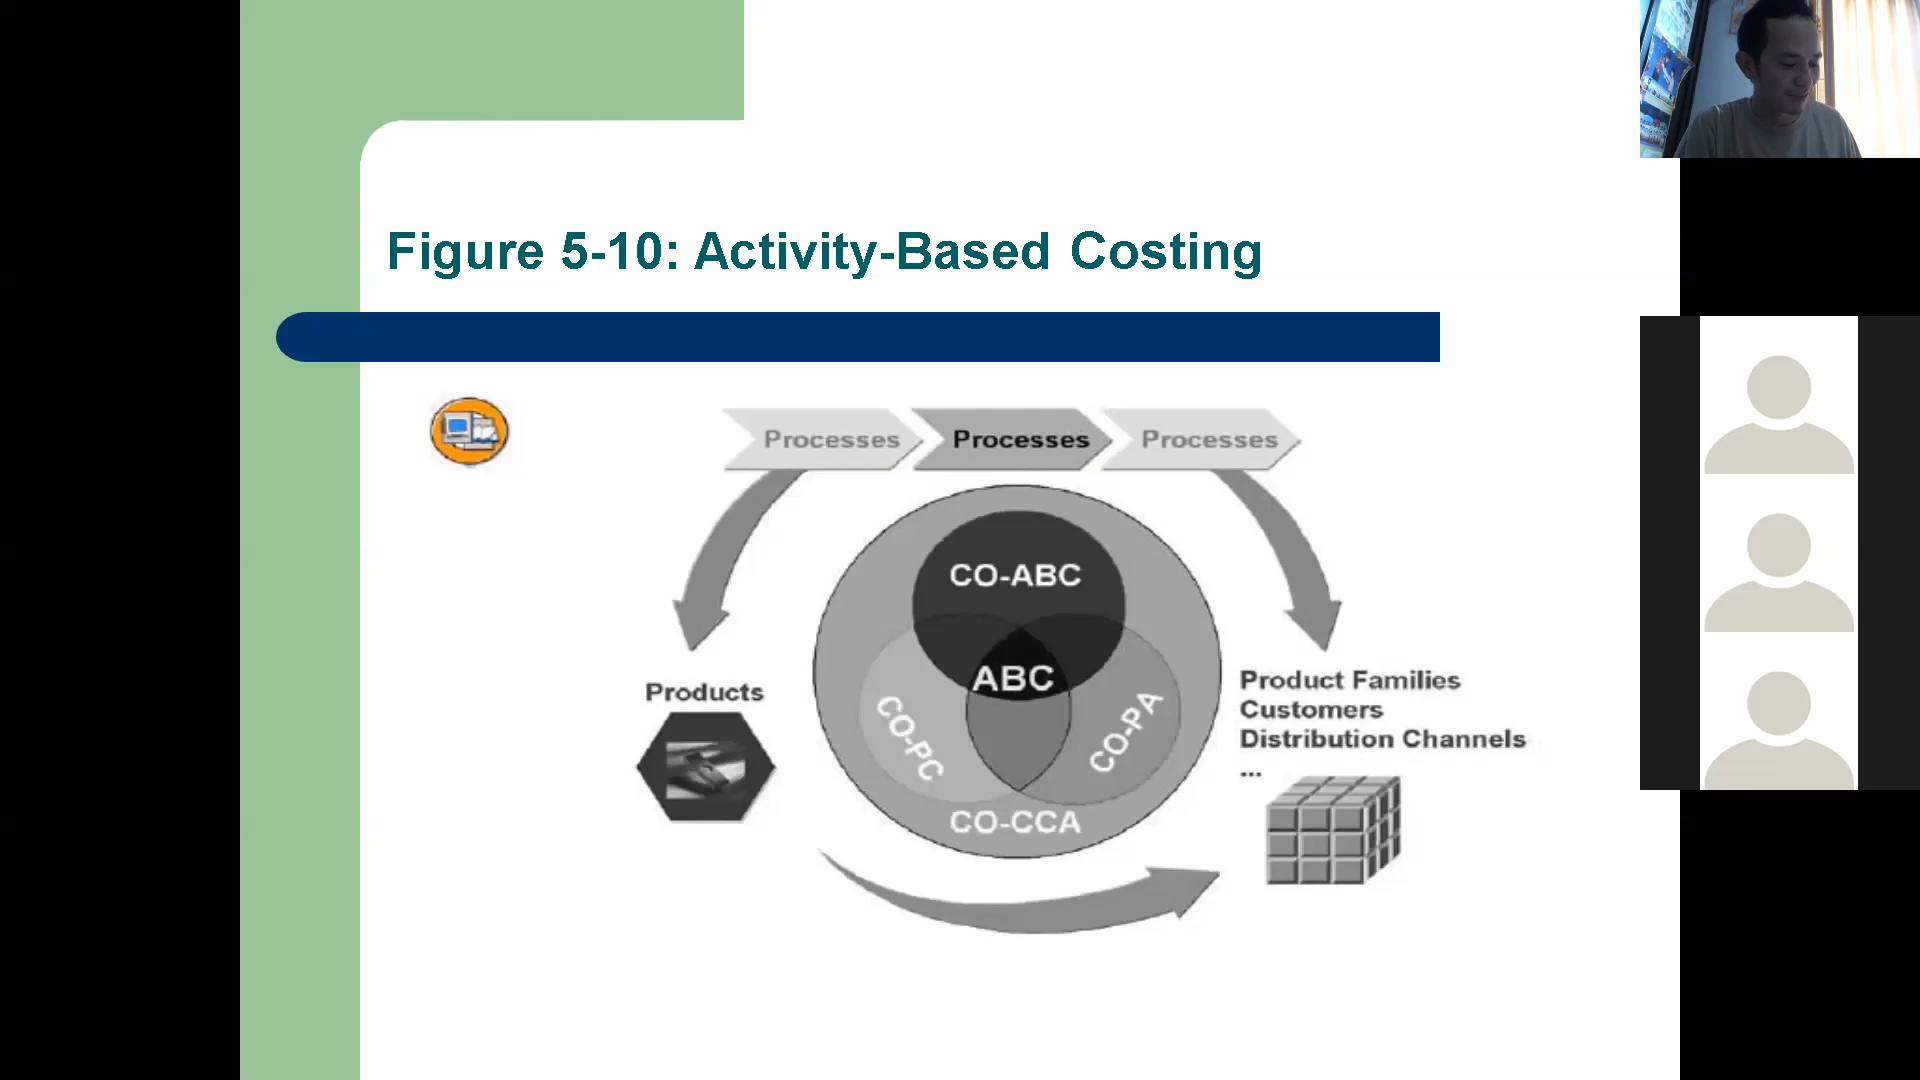 Figure 5-10: Activity-Based Costing
Processes
Processes
Processes
CO-ABC
ABC
CO-PC
CO-PA
CO-CCA
Products
Product Families
Customers
Distribution Channels
...